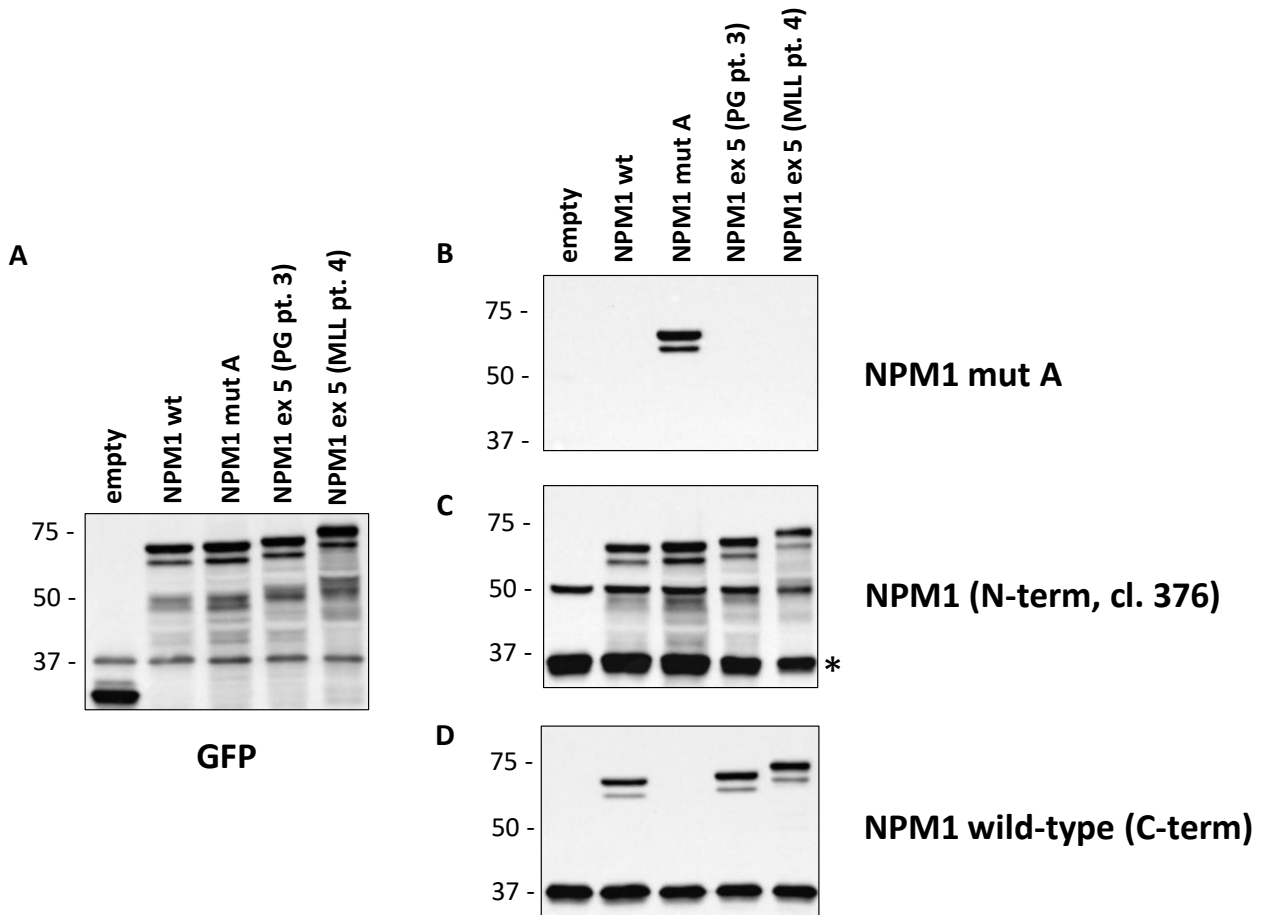 A
empty
NPM1 wt
NPM1 mut A
NPM1 ex 5 (PG pt. 3)
NPM1 ex 5 (MLL pt. 4)
75 -
50 -
37 -
GFP
B
empty
NPM1 wt
NPM1 mut A
NPM1 ex 5 (PG pt. 3)
NPM1 ex 5 (MLL pt. 4)
75 -
50 -
37 -
NPM1 mut A
C
75 -
50 -
37 -
*
NPM1 (N-term, cl. 376)
D
75 -
50 -
37 -
NPM1 wild-type (C-term)